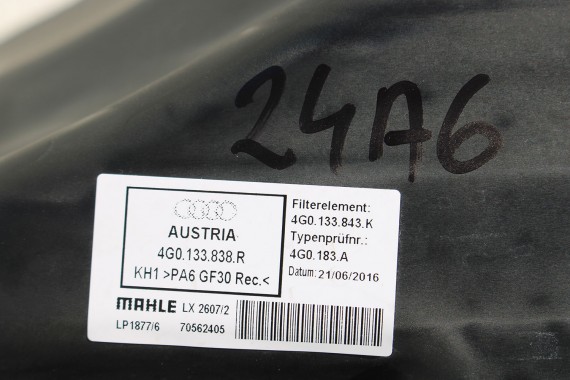 24A6
AUSTRIA
4G0.133.838.R
KH1 >PA6 GF30 Rec.<
Filterelement:
4G0.133.843.K
Typenprüfnr.:
4G0.183.A
Datum: 21/06/2016
MAHLE LX 2607/2
LP1877/6 70562405